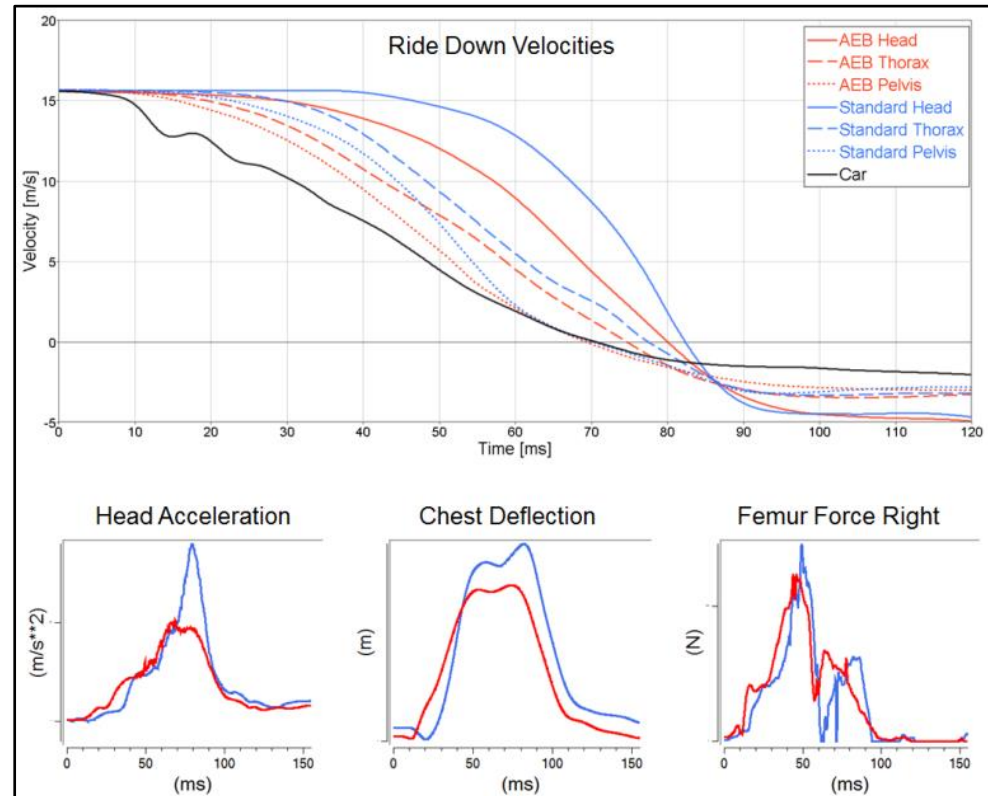 Ride Down Velocities
AEB Head
AEB Thorax
AEB Pelvis
Standard Head
Standard Thorax
Standard Pelvis
Car
Velocity [m/s]
20
15
10
5
0
-5
0 10 20 30 40 50 60 70 80 90 100 110 120
Time [ms]
Head Acceleration
(m/s**2)
0 50 100 150
(ms)
Chest Deflection
(m)
0 50 100 150
(ms)
Femur Force Right
(N)
0 50 100 150
(ms)